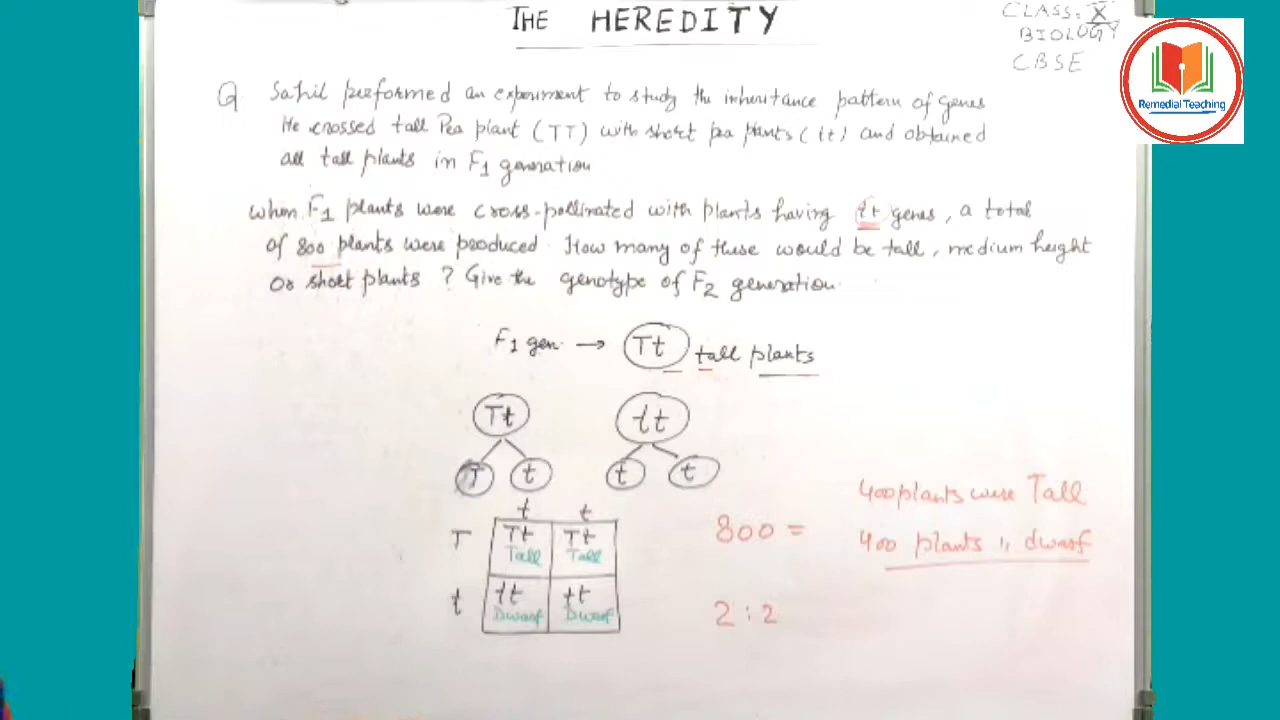 THE HEREDITY
CLASS: X
BIOLOGY
CBSE
Remedial Teaching
Q Sahil performed an experiment to study the inheritance pattern of genes
He crossed tall Pea plant (TT) with short pea plants (tt) and obtained
all tall plants in F1 generation
When F1 plants were cross-pollinated with plants having tt genes, a total
of 800 plants were produced. How many of these would be tall, medium height
Or short plants ? Give the genotype of F2 generation.
F1 gen. → Tt tall plants
Tt tt
T t t t
t t
T Tt Tt
Tall Tall
t tt tt
Dwarf Dwarf
800 =
400 plants were Tall
400 plants " dwarf
2 : 2